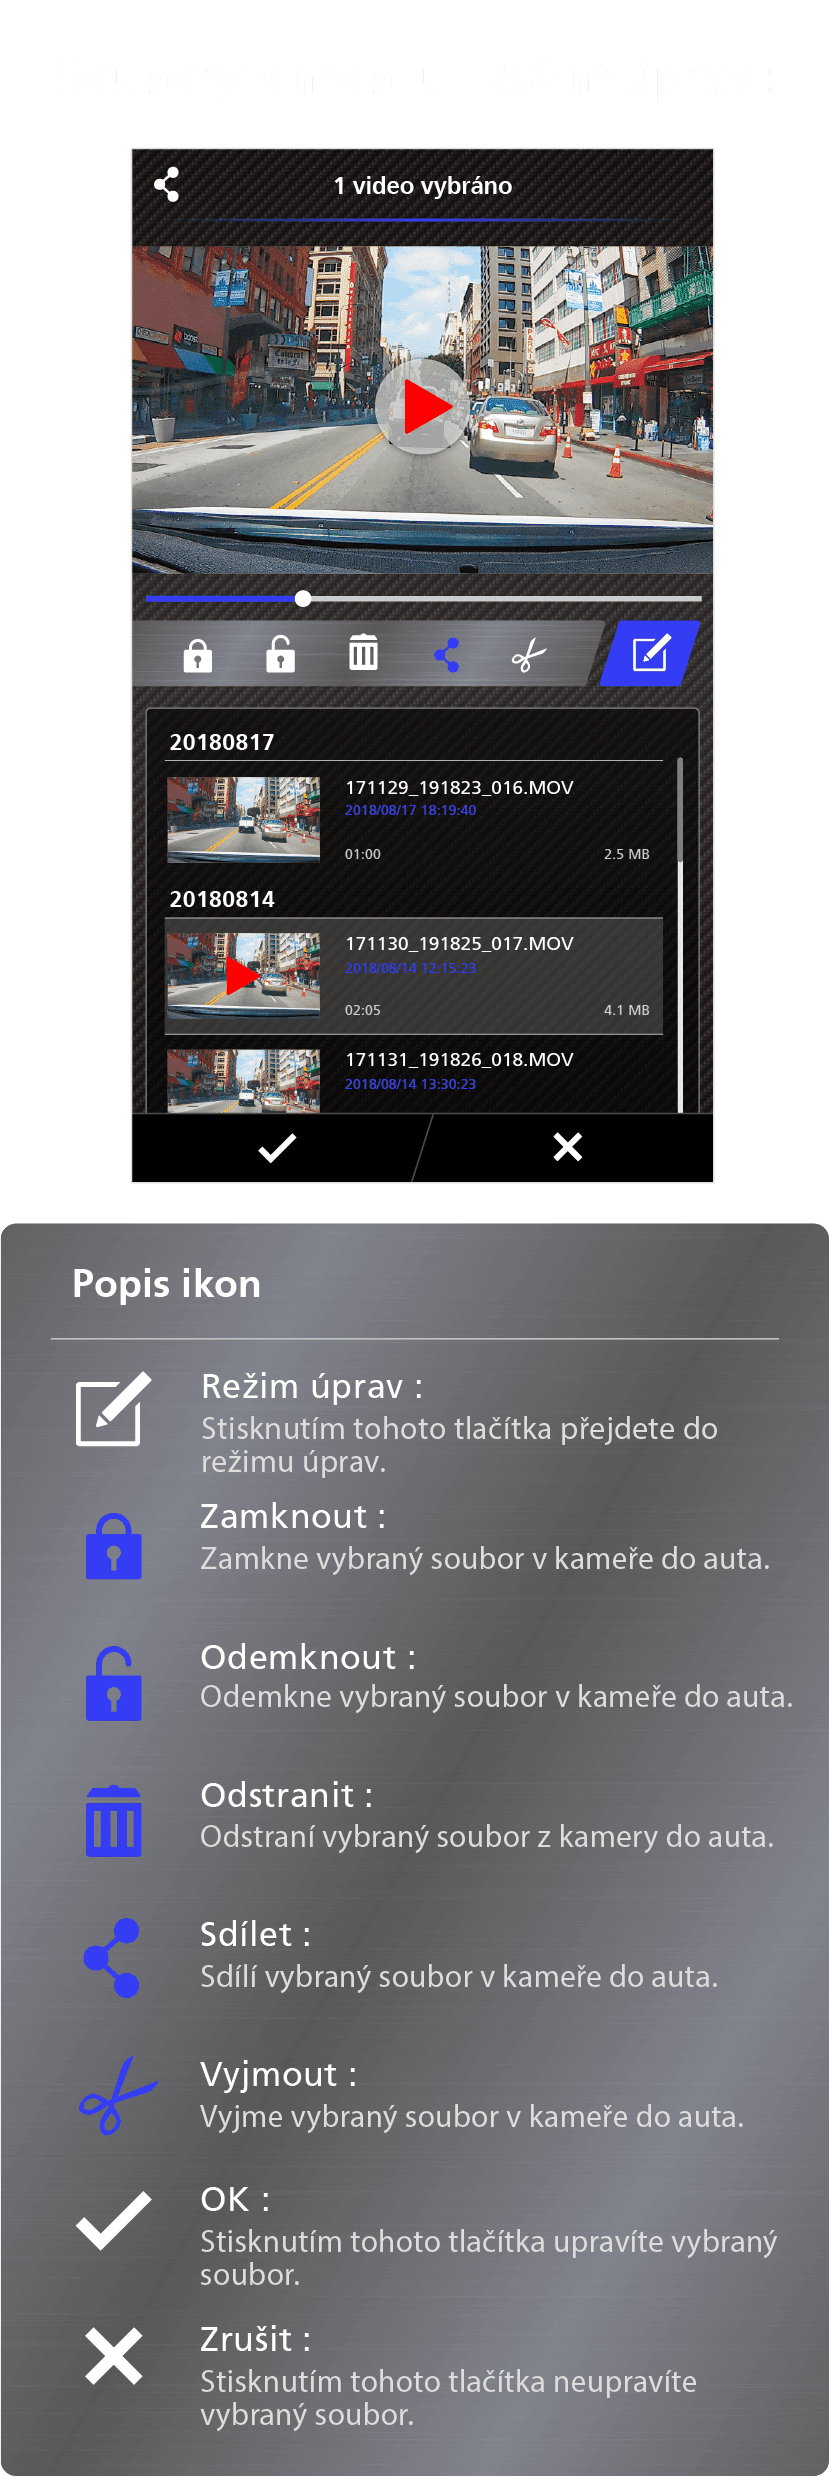 1 video vybráno
20180817
171129_191823_016.MOV
2018/08/17 18:19:40
01:00 2.5 MB
20180814
171130_191825_017.MOV
2018/08/14 12:15:23
02:05 4.1 MB
171131_191826_018.MOV
2018/08/14 13:30:23
Popis ikon
Režim úprav :
Stisknutím tohoto tlačítka přejdete do
režimu úprav.
Zamknout :
Zamkne vybraný soubor v kameře do auta.
Odemknout :
Odemkne vybraný soubor v kameře do auta.
Odstranit :
Odstraní vybraný soubor z kamery do auta.
Sdílet :
Sdílí vybraný soubor v kameře do auta.
Vyjmout :
Vyjme vybraný soubor v kameře do auta.
OK :
Stisknutím tohoto tlačítka upravíte vybraný
soubor.
Zrušit :
Stisknutím tohoto tlačítka neupravíte
vybraný soubor.